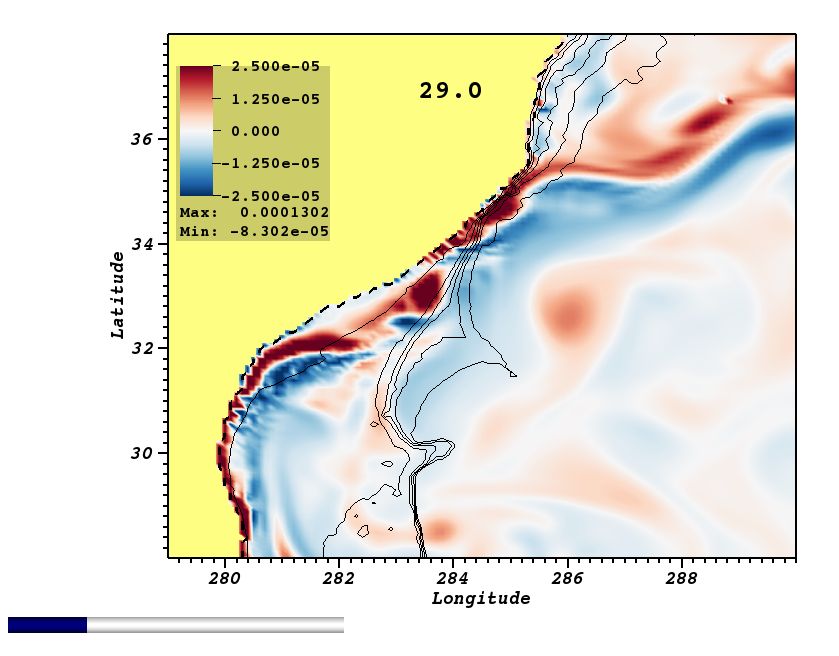 29.0
2.500e-05
1.250e-05
0.000
-1.250e-05
-2.500e-05
Max: 0.0001302
Min: -8.302e-05
Latitude
36
34
32
30
280 282 284 286 288
Longitude